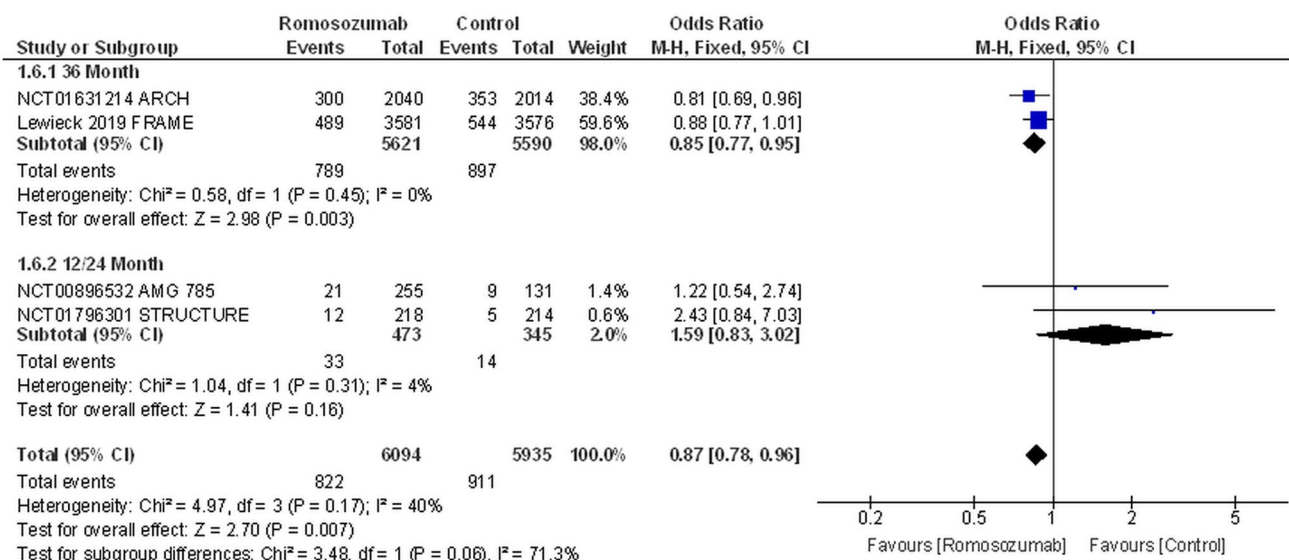 Romosozumab Control Odds Ratio Odds Ratio
Study or Subgroup Events Total Events Total Weight M-H, Fixed, 95% CI M-H, Fixed, 95% CI
1.6.1 36 Month
NCT01631214 ARCH 300 2040 353 2014 38.4% 0.81 [0.69, 0.96]
Lewieck 2019 FRAME 489 3581 544 3576 59.6% 0.88 [0.77, 1.01]
Subtotal (95% CI) 5621 5590 98.0% 0.85 [0.77, 0.95]
Total events 789 897
Heterogeneity: Chi² = 0.58, df = 1 (P = 0.45); I² = 0%
Test for overall effect: Z = 2.98 (P = 0.003)
1.6.2 12/24 Month
NCT00896532 AMG 785 21 255 9 131 1.4% 1.22 [0.54, 2.74]
NCT01796301 STRUCTURE 12 218 5 214 0.6% 2.43 [0.84, 7.03]
Subtotal (95% CI) 473 345 2.0% 1.59 [0.83, 3.02]
Total events 33 14
Heterogeneity: Chi² = 1.04, df = 1 (P = 0.31); I² = 4%
Test for overall effect: Z = 1.41 (P = 0.16)
Total (95% CI) 6094 5935 100.0% 0.87 [0.78, 0.96]
Total events 822 911
Heterogeneity: Chi² = 4.97, df = 3 (P = 0.17); I² = 40%
Test for overall effect: Z = 2.70 (P = 0.007)
Test for subgroup differences: Chi² = 3.48, df = 1 (P = 0.06), I² = 71.3%
0.2 0.5 1 2 5
Favours [Romosozumab] Favours [Control]